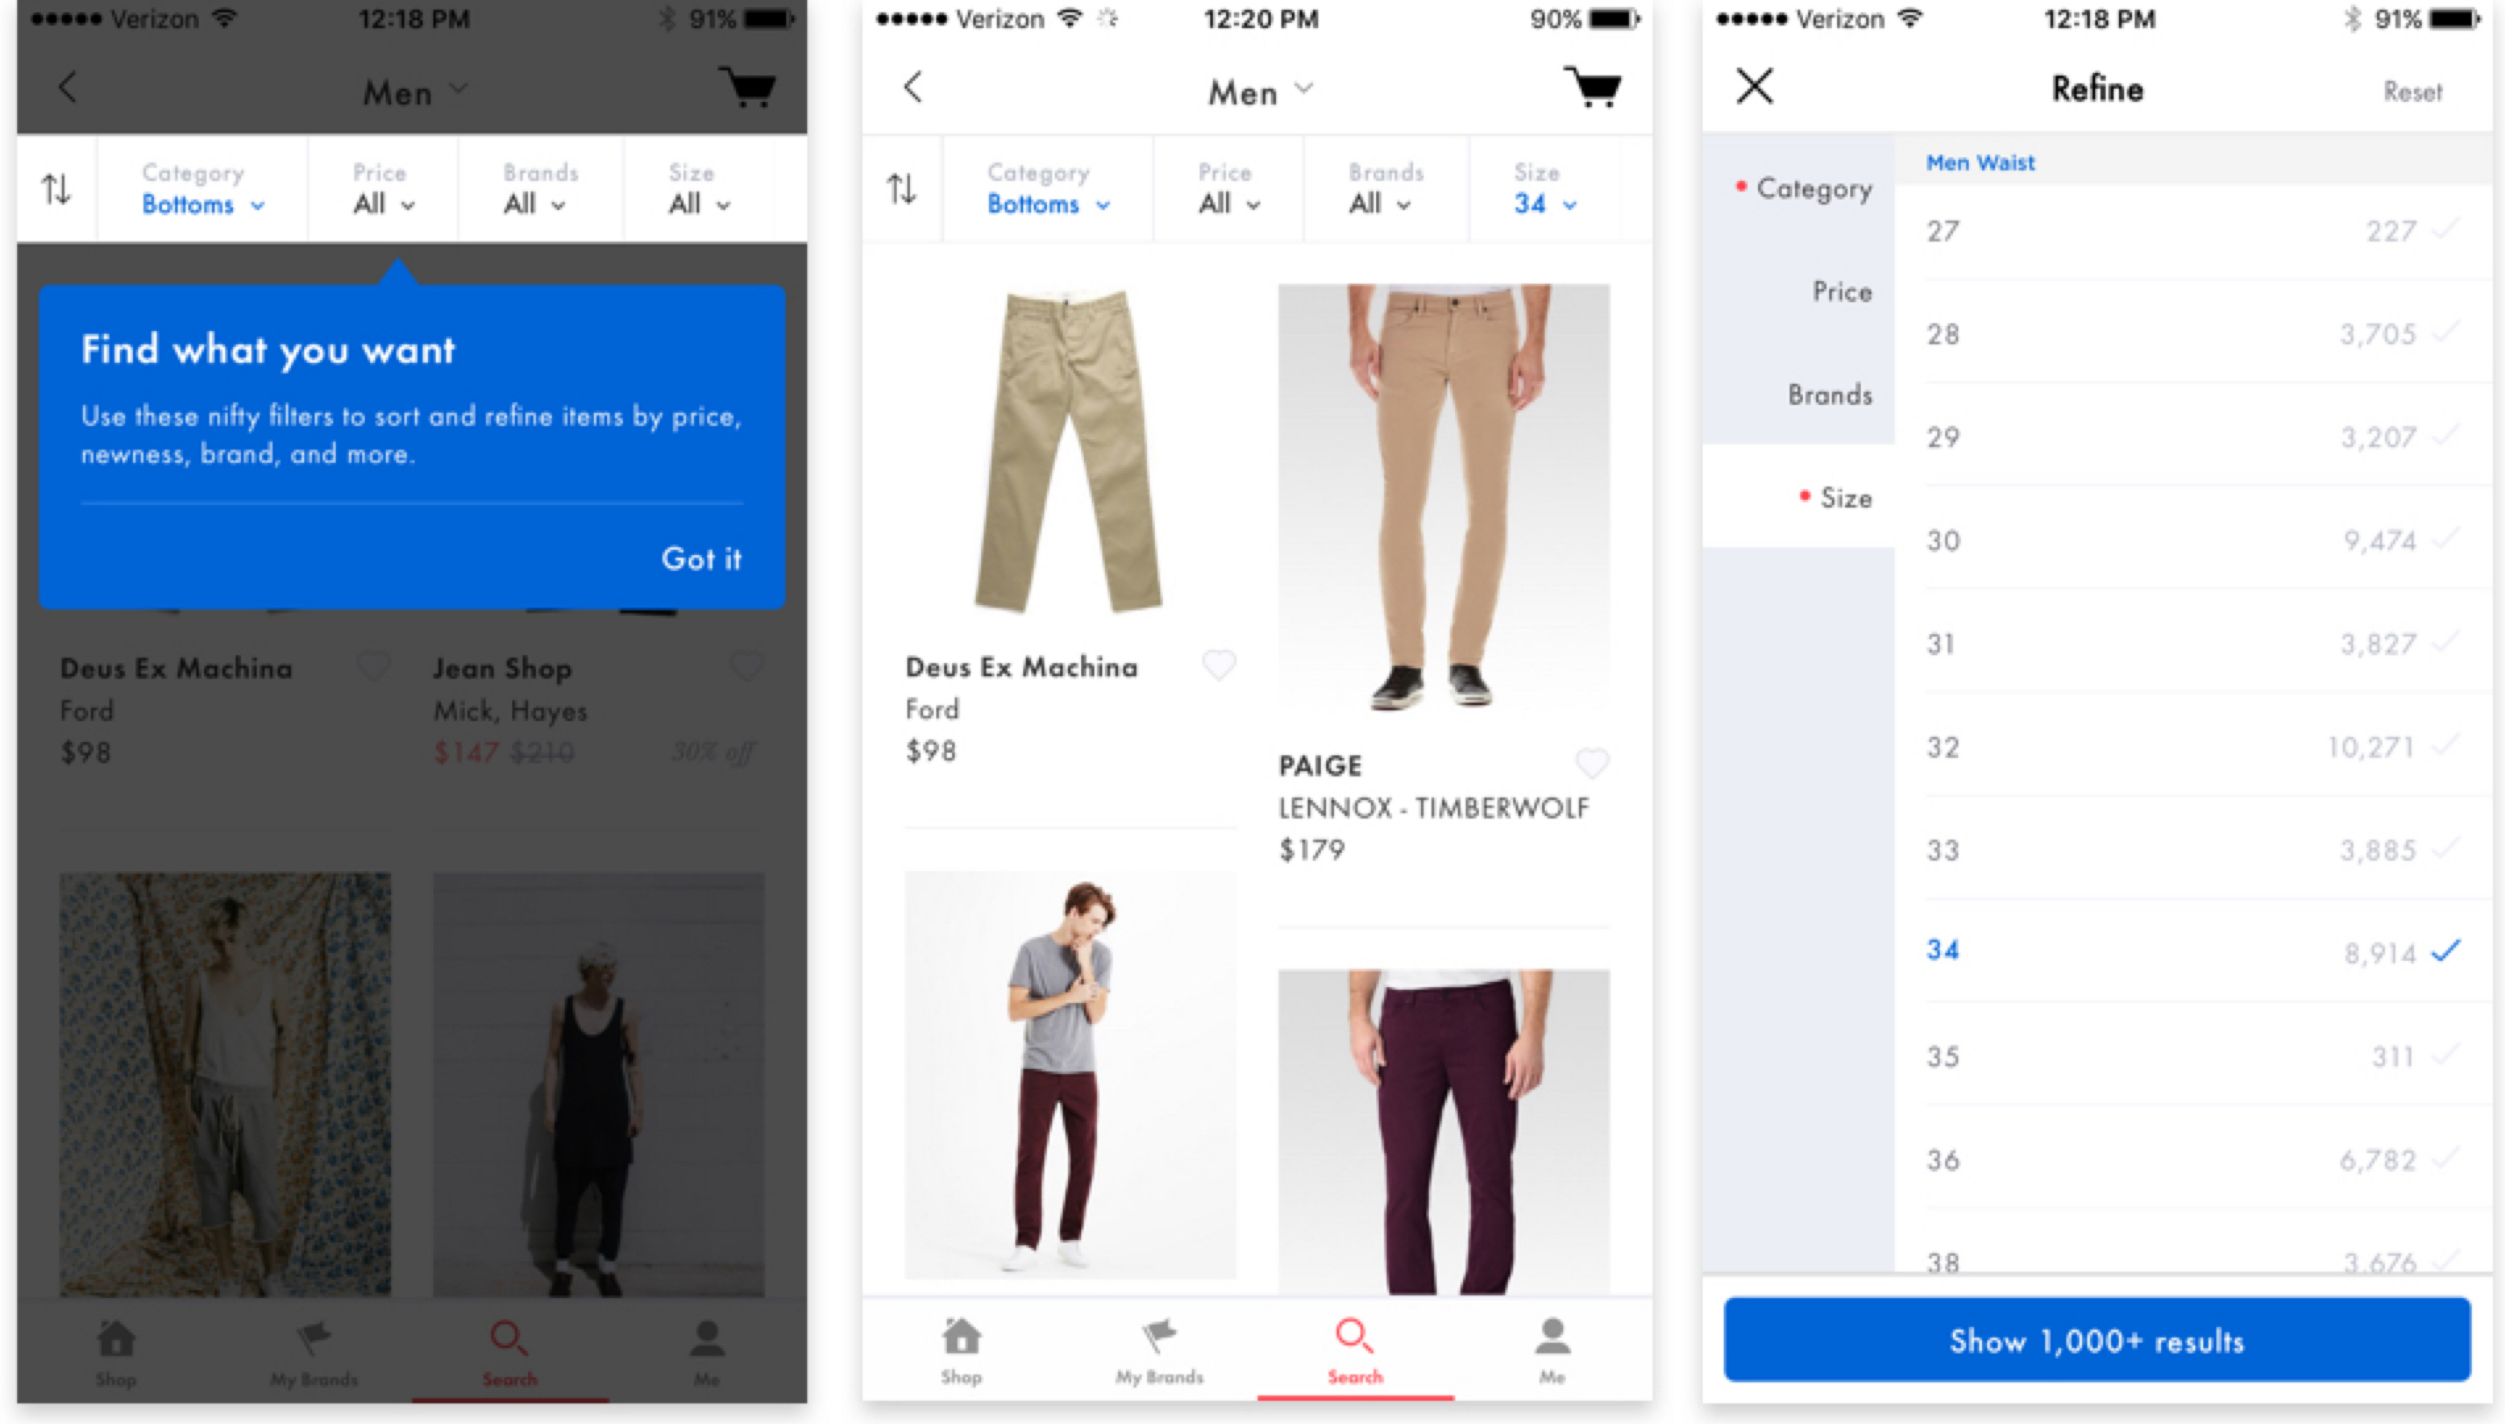 Verizon 12:18 PM 91%
Men
Category
Bottoms
Price
All
Brands
All
Size
All
Find what you want
Use these nifty filters to sort and refine items by price,
newness, brand, and more.
Got it
Deus Ex Machina
Ford
$98
Jean Shop
Mick, Hayes
$147 $210 30% off
Shop
My Brands
Search
Me
Verizon 12:20 PM 90%
Men
Category
Bottoms
Price
All
Brands
All
Size
34
Deus Ex Machina
Ford
$98
PAIGE
LENNOX - TIMBERWOLF
$179
Shop
My Brands
Search
Me
Verizon 12:18 PM 91%
Refine Reset
Category
Price
Brands
Size
Men Waist
27 227
28 3,705
29 3,207
30 9,474
31 3,827
32 10,271
33 3,885
34 8,914
35 311
36 6,782
38 3,676
Show 1,000+ results